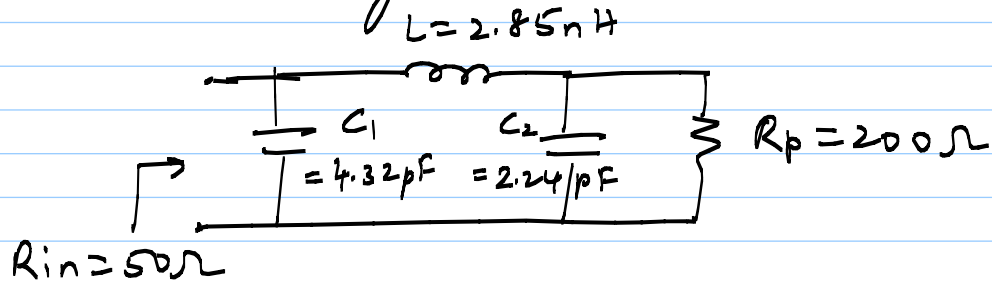 L = 2.85nH
C1
= 4.32pF
C2
= 2.24pF
Rp = 200Ω
Rin = 50Ω